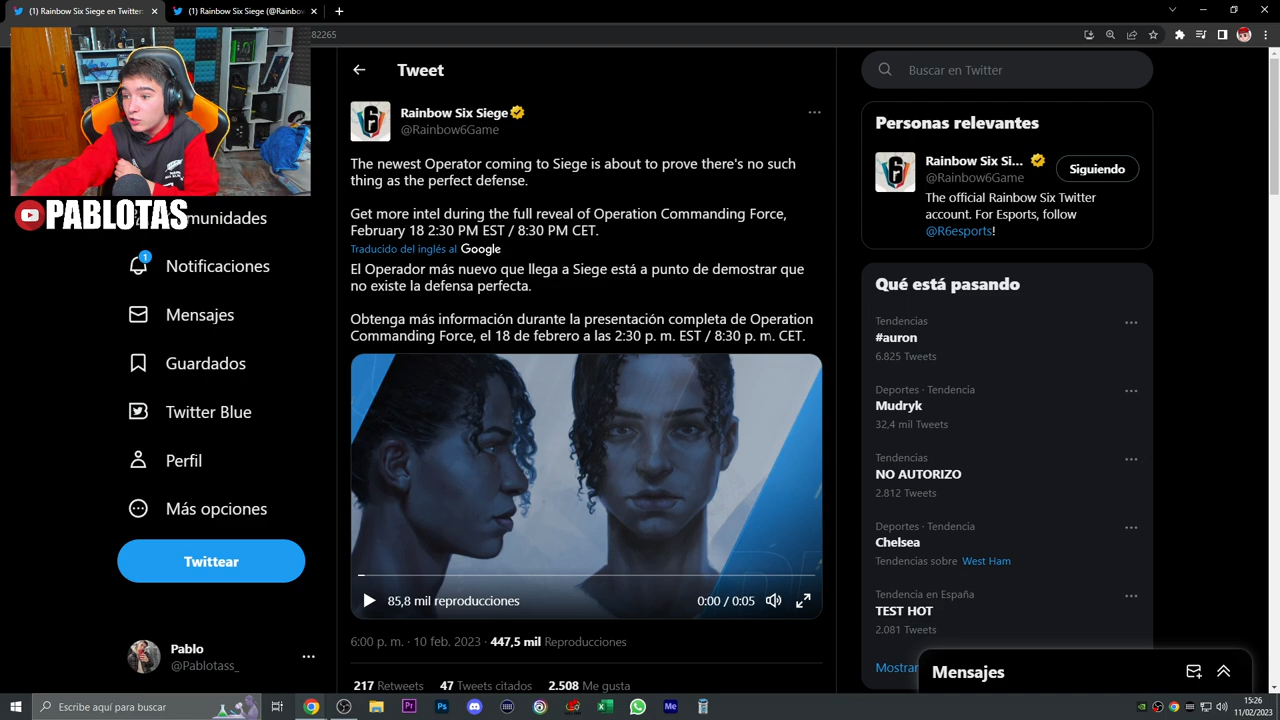 (1) Rainbow Six Siege en Twitter:
(1) Rainbow Six Siege (@Rainbow
82265
PABLOTAS
munidades
1
Notificaciones
Mensajes
Guardados
Twitter Blue
Perfil
Más opciones
Twittear
Pablo
@Pablotass_
Tweet
Rainbow Six Siege
@Rainbow6Game
The newest Operator coming to Siege is about to prove there's no such
thing as the perfect defense.
Get more intel during the full reveal of Operation Commanding Force,
February 18 2:30 PM EST / 8:30 PM CET.
Traducido del inglés al Google
El Operador más nuevo que llega a Siege está a punto de demostrar que
no existe la defensa perfecta.
Obtenga más información durante la presentación completa de Operation
Commanding Force, el 18 de febrero a las 2:30 p. m. EST / 8:30 p. m. CET.
85,8 mil reproducciones
0:00 / 0:05
6:00 p. m. · 10 feb. 2023 · 447,5 mil Reproducciones
217 Retweets 47 Tweets citados 2.508 Me gusta
Buscar en Twitter
Personas relevantes
Rainbow Six Si...
@Rainbow6Game
Siguiendo
The official Rainbow Six Twitter
account. For Esports, follow
@R6esports!
Qué está pasando
Tendencias
#auron
6.825 Tweets
Deportes · Tendencia
Mudryk
32,4 mil Tweets
Tendencias
NO AUTORIZO
2.812 Tweets
Deportes · Tendencia
Chelsea
Tendencias sobre West Ham
Tendencia en España
TEST HOT
2.081 Tweets
Mostrar
Mensajes
Escribe aquí para buscar
15:26
11/02/2023